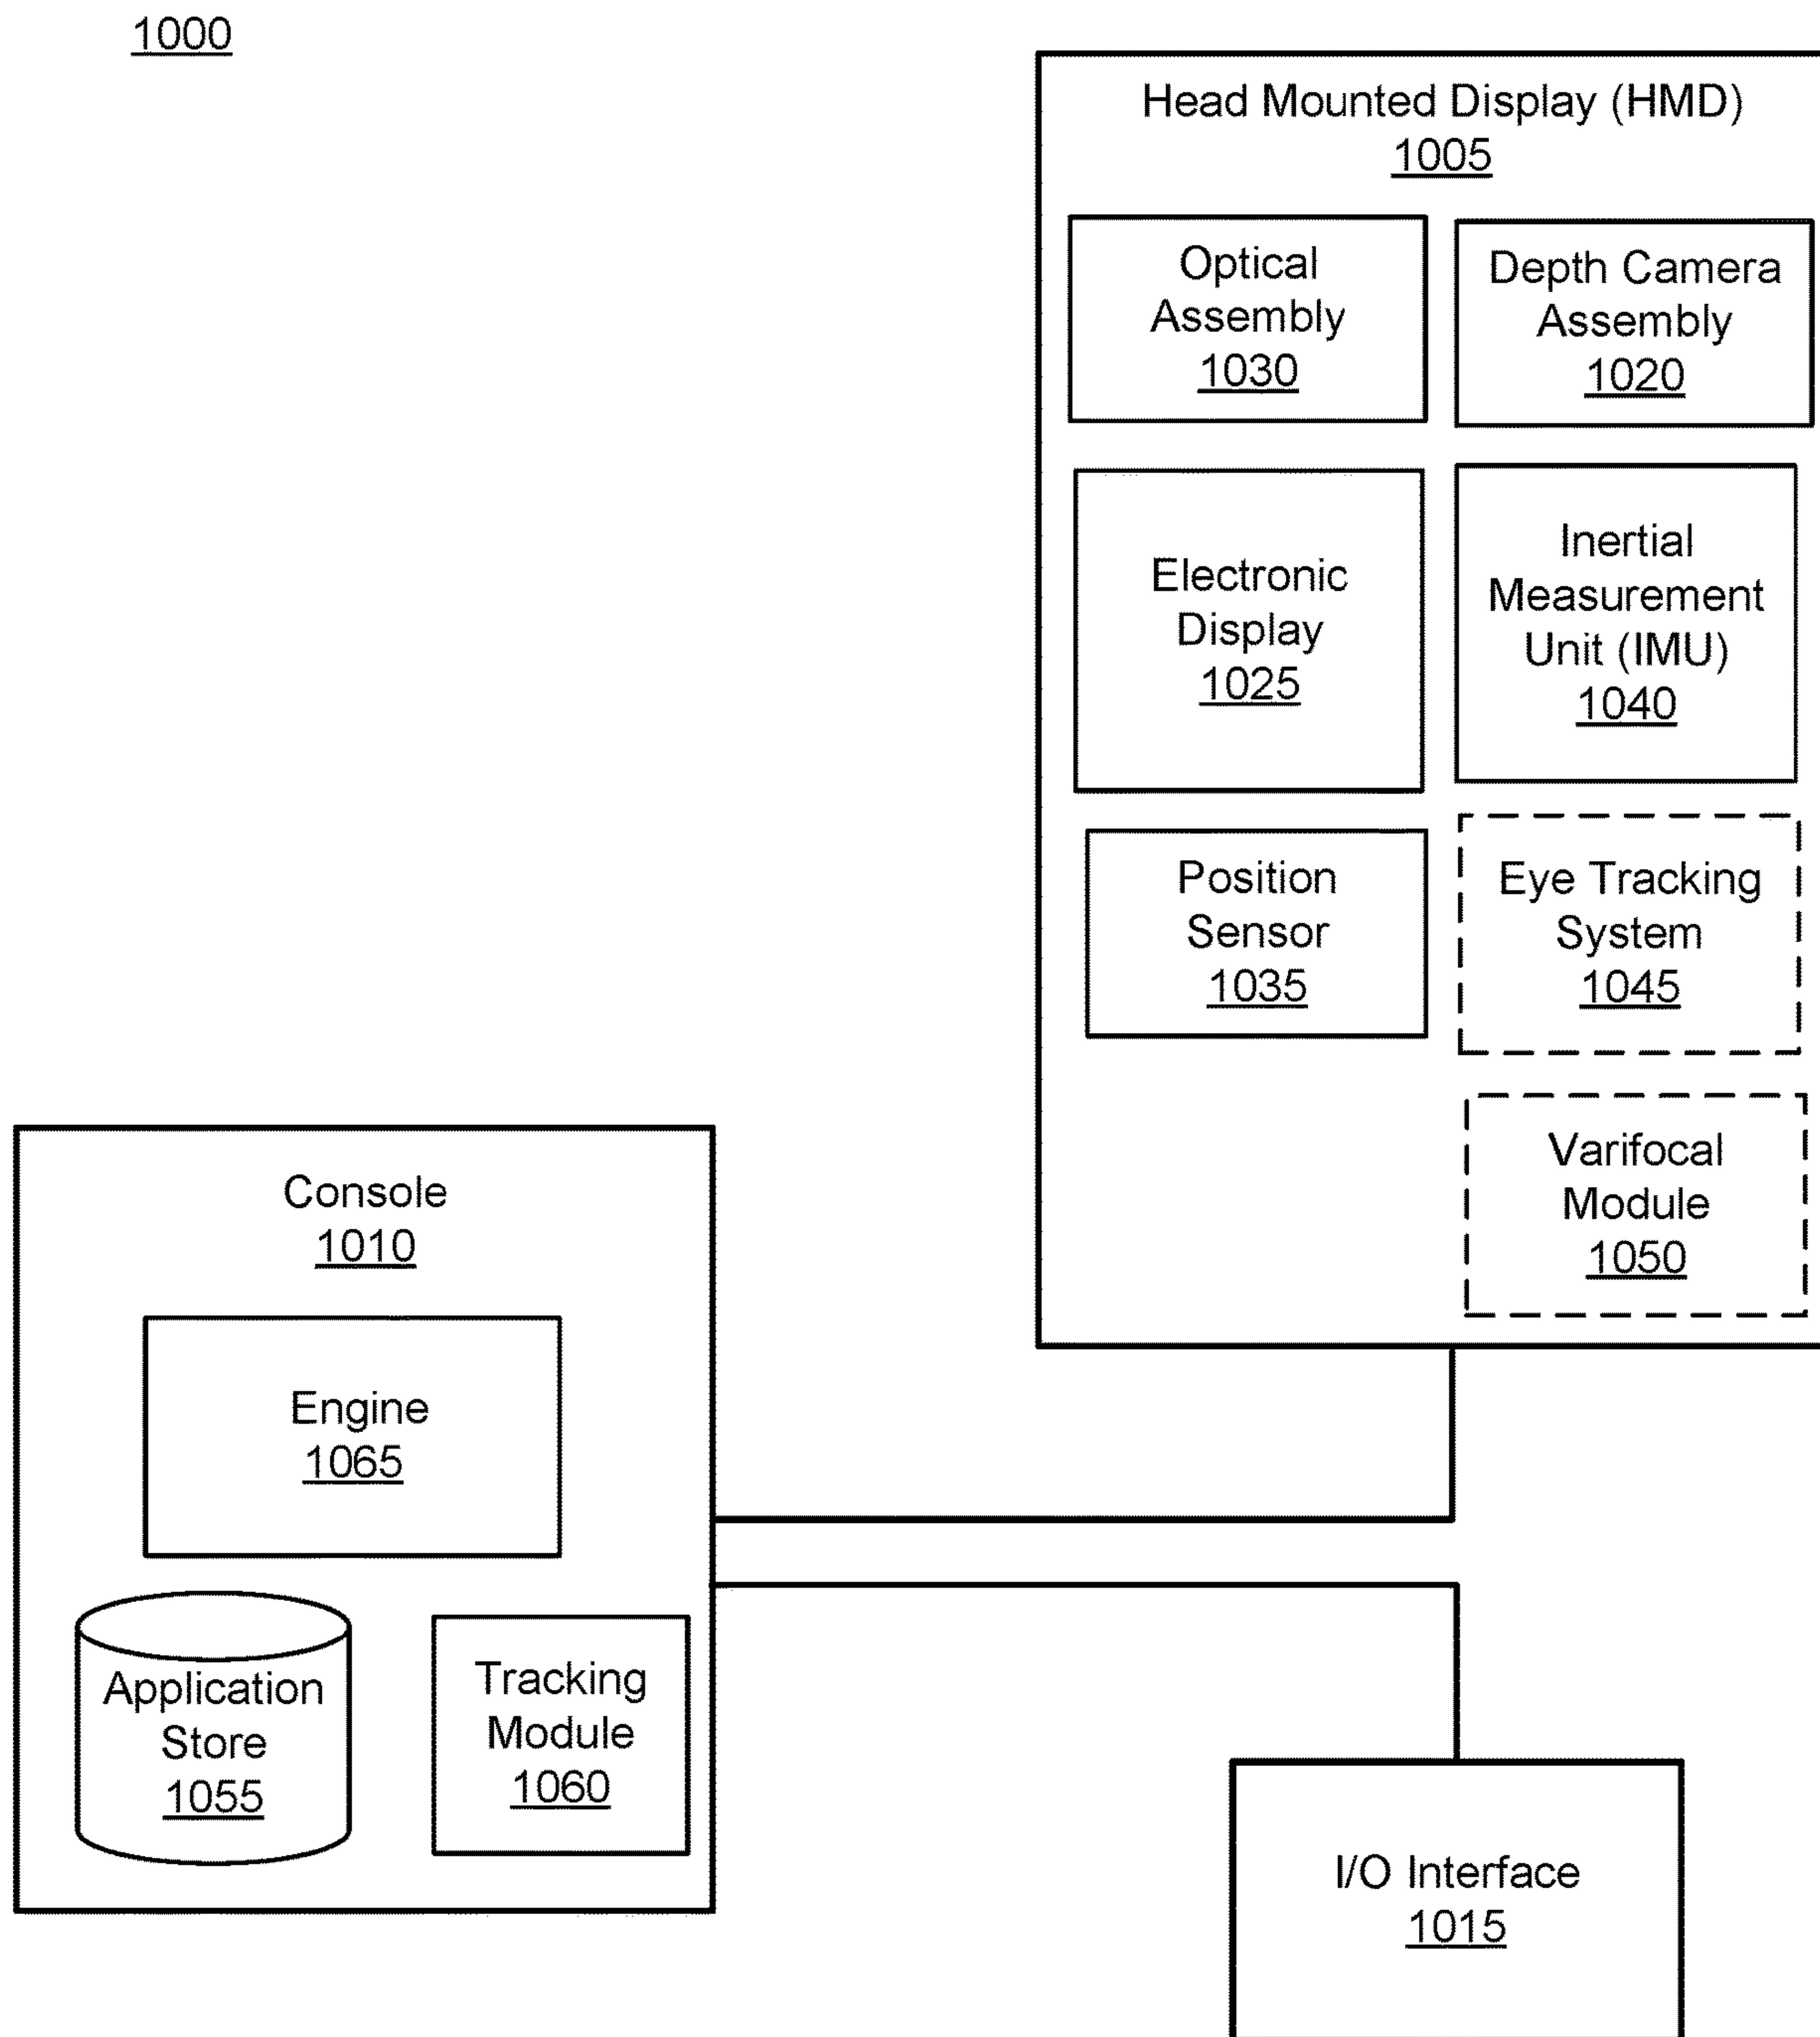 1000
Head Mounted Display (HMD)
1005
Optical
Assembly
1030
Depth Camera
Assembly
1020
Electronic
Display
1025
Inertial
Measurement
Unit (IMU)
1040
Position
Sensor
1035
Eye Tracking
System
1045
Varifocal
Module
1050
Console
1010
Engine
1065
Application
Store
1055
Tracking
Module
1060
I/O Interface
1015